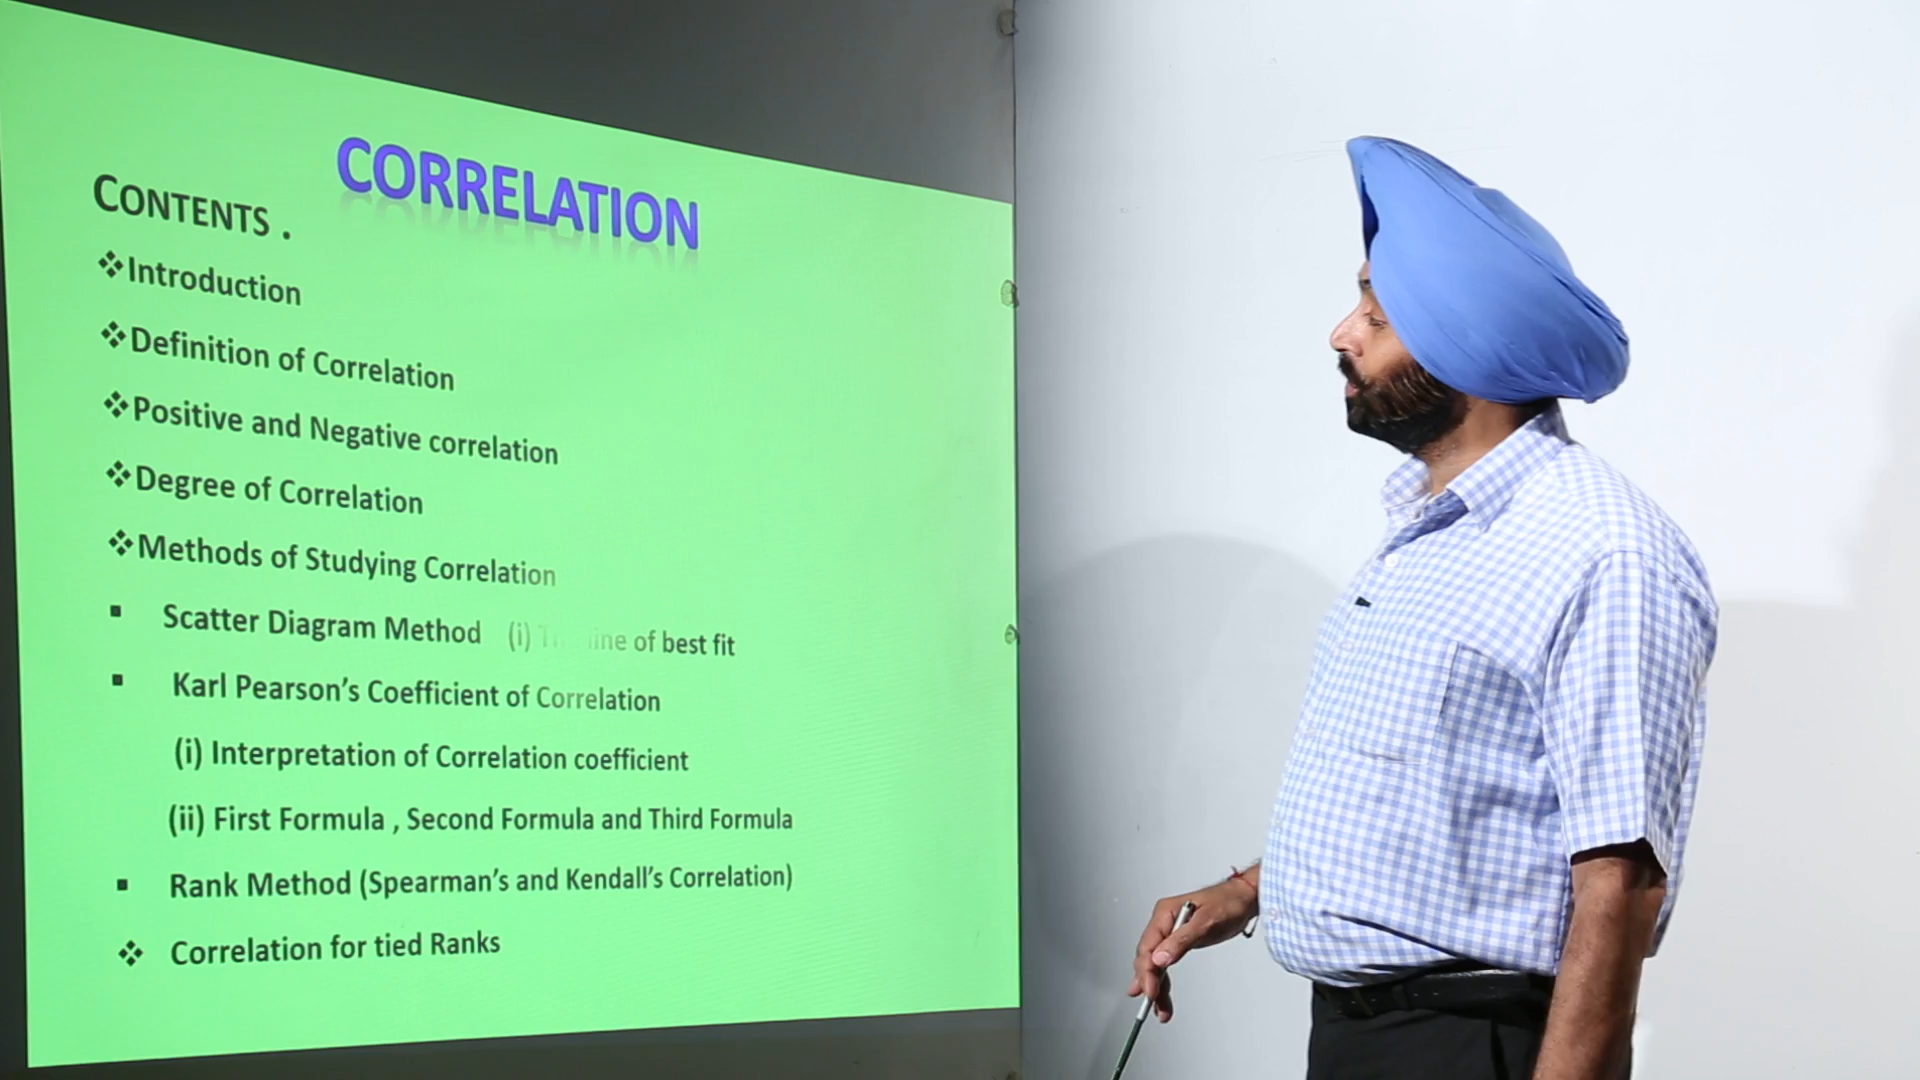 CORRELATION
CONTENTS .
❖Introduction
❖Definition of Correlation
❖Positive and Negative correlation
❖Degree of Correlation
❖Methods of Studying Correlation
▪ Scatter Diagram Method (i) of best fit
▪ Karl Pearson's Coefficient of Correlation
(i) Interpretation of Correlation coefficient
(ii) First Formula , Second Formula and Third Formula
▪ Rank Method (Spearman's and Kendall's Correlation)
❖ Correlation for tied Ranks